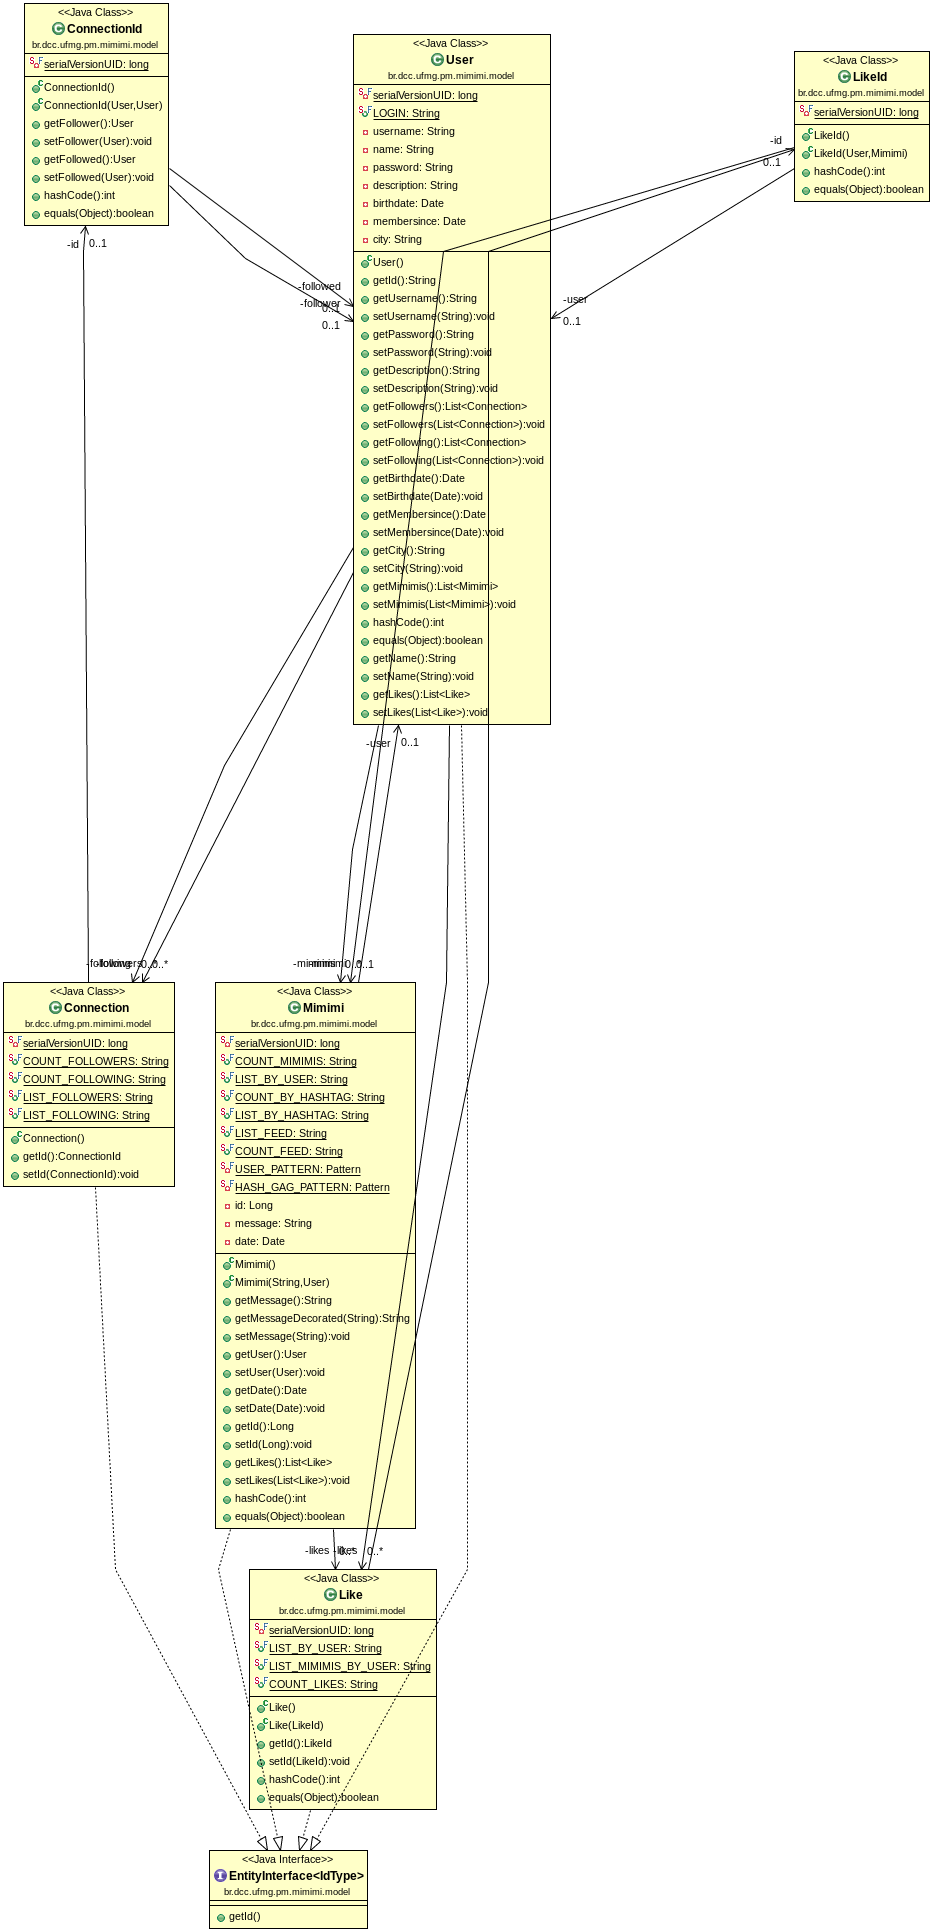 <<Java Class>>
ConnectionId
br.dcc.ufmg.pm.mimimi.model
serialVersionUID: long
ConnectionId()
ConnectionId(User,User)
getFollower():User
setFollower(User):void
getFollowed():User
setFollowed(User):void
hashCode():int
equals(Object):boolean
-id 0..1
<<Java Class>>
User
br.dcc.ufmg.pm.mimimi.model
serialVersionUID: long
LOGIN: String
username: String
name: String
password: String
description: String
birthdate: Date
membersince: Date
city: String
User()
getId():String
getUsername():String
setUsername(String):void
getPassword():String
setPassword(String):void
getDescription():String
setDescription(String):void
getFollowers():List<Connection>
setFollowers(List<Connection>):void
getFollowing():List<Connection>
setFollowing(List<Connection>):void
getBirthdate():Date
setBirthdate(Date):void
getMembersince():Date
setMembersince(Date):void
getCity():String
setCity(String):void
getMimimis():List<Mimimi>
setMimimis(List<Mimimi>):void
hashCode():int
equals(Object):boolean
getName():String
setName(String):void
getLikes():List<Like>
setLikes(List<Like>):void
<<Java Class>>
LikeId
br.dcc.ufmg.pm.mimimi.model
serialVersionUID: long
LikeId()
LikeId(User,Mimimi)
hashCode():int
equals(Object):boolean
-id
0..1
-followed
-follower
0..1
0..1
-user
0..1
-user 0..1
-following
-followers
0..*
0..*
-mimimis
-mimimi
0..*
0..1
<<Java Class>>
Connection
br.dcc.ufmg.pm.mimimi.model
serialVersionUID: long
COUNT_FOLLOWERS: String
COUNT_FOLLOWING: String
LIST_FOLLOWERS: String
LIST_FOLLOWING: String
Connection()
getId():ConnectionId
setId(ConnectionId):void
<<Java Class>>
Mimimi
br.dcc.ufmg.pm.mimimi.model
serialVersionUID: long
COUNT_MIMIMIS: String
LIST_BY_USER: String
COUNT_BY_HASHTAG: String
LIST_BY_HASHTAG: String
LIST_FEED: String
COUNT_FEED: String
USER_PATTERN: Pattern
HASH_GAG_PATTERN: Pattern
id: Long
message: String
date: Date
Mimimi()
Mimimi(String,User)
getMessage():String
getMessageDecorated(String):String
setMessage(String):void
getUser():User
setUser(User):void
getDate():Date
setDate(Date):void
getId():Long
setId(Long):void
getLikes():List<Like>
setLikes(List<Like>):void
hashCode():int
equals(Object):boolean
-likes
-likes
0..*
0..*
<<Java Class>>
Like
br.dcc.ufmg.pm.mimimi.model
serialVersionUID: long
LIST_BY_USER: String
LIST_MIMIMIS_BY_USER: String
COUNT_LIKES: String
Like()
Like(LikeId)
getId():LikeId
setId(LikeId):void
hashCode():int
equals(Object):boolean
<<Java Interface>>
EntityInterface<IdType>
br.dcc.ufmg.pm.mimimi.model
getId()